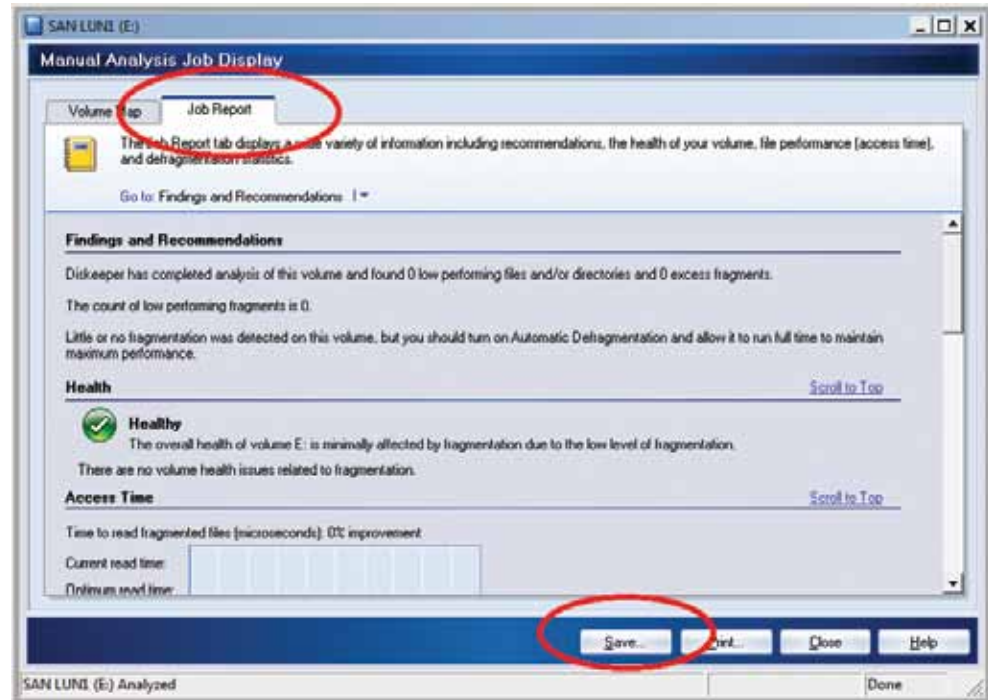 SAN LUN1 (E:)
Manual Analysis Job Display
Volume Map
Job Report
The Job Report tab displays a wide variety of information including recommendations, the health of your volume, file performance (access time),
and defragmentation statistics.
Go to: Findings and Recommendations
Findings and Recommendations
Diskeeper has completed analysis of this volume and found 0 low performing files and/or directories and 0 excess fragments.
The count of low performing fragments is 0.
Little or no fragmentation was detected on this volume, but you should turn on Automatic Defragmentation and allow it to run full time to maintain
maximum performance.
Health Scroll to Top
Healthy
The overall health of volume E: is minimally affected by fragmentation due to the low level of fragmentation.
There are no volume health issues related to fragmentation.
Access Time Scroll to Top
Time to read fragmented files (microseconds): 0% improvement
Current read time:
Optimum read time:
Save... Print... Close Help
SAN LUN1 (E:) Analyzed Done